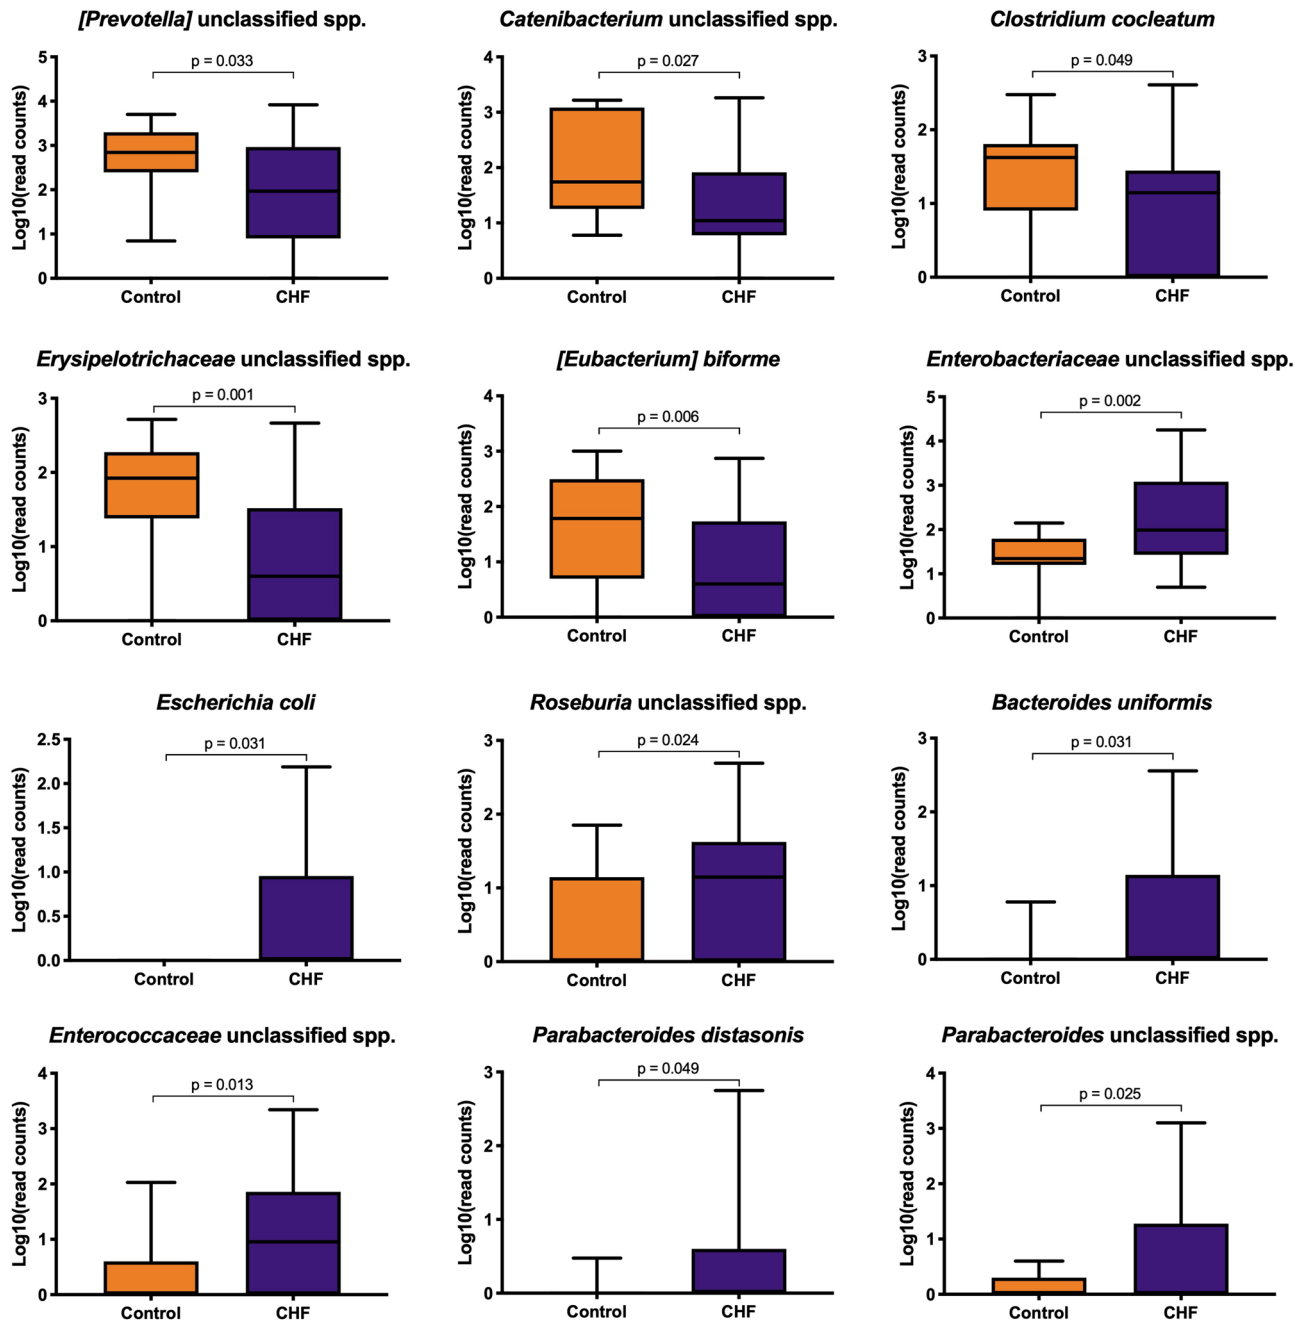 [Prevotella] unclassified spp.
p = 0.033
Log10(read counts)
5
4
3
2
1
0
Control
CHF
Catenibacterium unclassified spp.
p = 0.027
Log10(read counts)
4
3
2
1
0
Control
CHF
Clostridium cocleatum
p = 0.049
Log10(read counts)
3
2
1
0
Control
CHF
Erysipelotrichaceae unclassified spp.
p = 0.001
Log10(read counts)
3
2
1
0
Control
CHF
[Eubacterium] biforme
p = 0.006
Log10(read counts)
4
3
2
1
0
Control
CHF
Enterobacteriaceae unclassified spp.
p = 0.002
Log10(read counts)
5
4
3
2
1
0
Control
CHF
Escherichia coli
p = 0.031
Log10(read counts)
2.5
2.0
1.5
1.0
0.5
0.0
Control
CHF
Roseburia unclassified spp.
p = 0.024
Log10(read counts)
3
2
1
0
Control
CHF
Bacteroides uniformis
p = 0.031
Log10(read counts)
3
2
1
0
Control
CHF
Enterococcaceae unclassified spp.
p = 0.013
Log10(read counts)
4
3
2
1
0
Control
CHF
Parabacteroides distasonis
p = 0.049
Log10(read counts)
3
2
1
0
Control
CHF
Parabacteroides unclassified spp.
p = 0.025
Log10(read counts)
4
3
2
1
0
Control
CHF